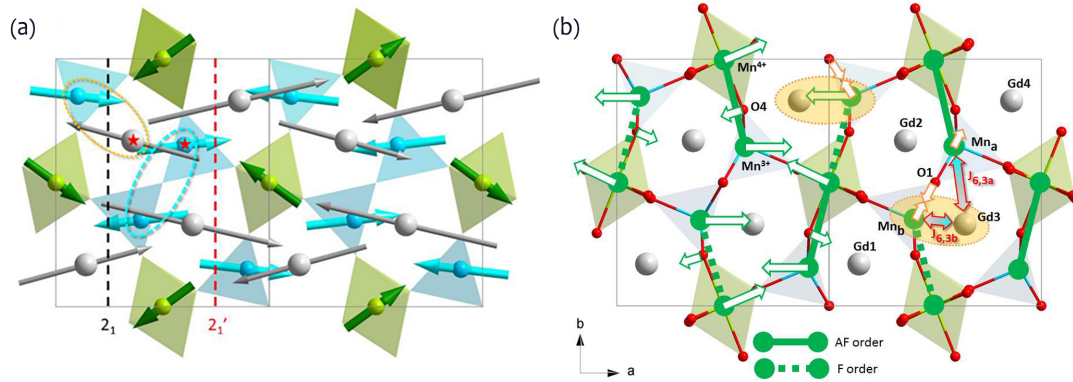 (a)
2₁
2₁’
(b)
Mn⁴⁺
O4
Mn³⁺
Gd4
Gd2
Mnₐ
O1
J₆,₃ₐ
Gd3
Mn_b
J₆,₃b
Gd1
b
a
AF order
F order